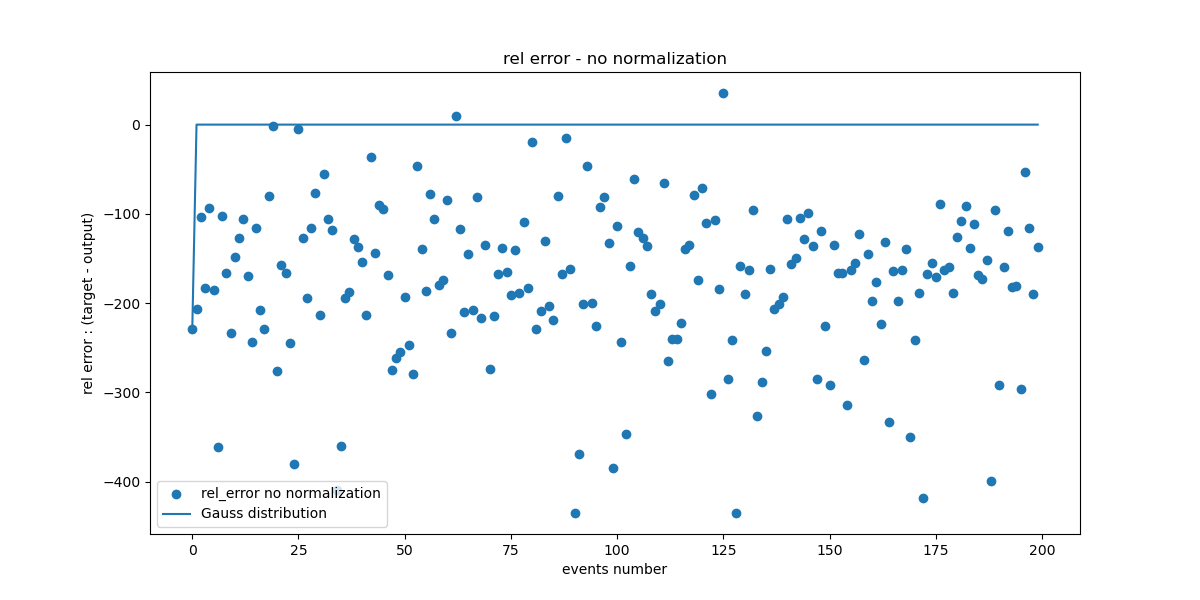 rel error - no normalization
rel error : (target - output)
0
−100
−200
−300
−400
rel_error no normalization
Gauss distribution
0 25 50 75 100 125 150 175 200
events number